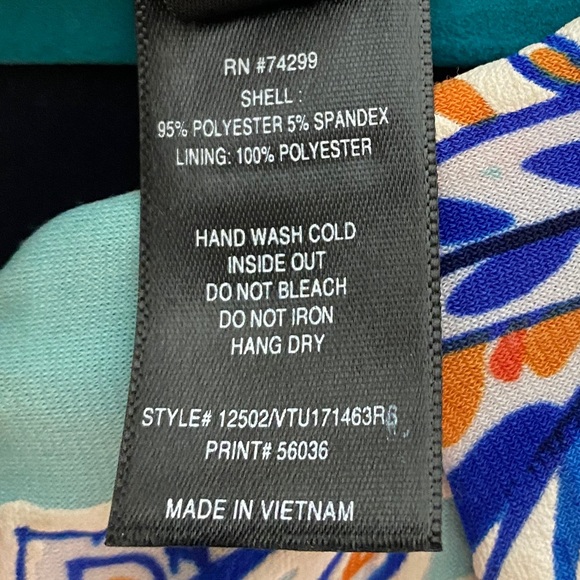 RN #74299
SHELL :
95% POLYESTER 5% SPANDEX
LINING: 100% POLYESTER
HAND WASH COLD
INSIDE OUT
DO NOT BLEACH
DO NOT IRON
HANG DRY
STYLE# 12502/VTU171463R6
PRINT# 56036
MADE IN VIETNAM